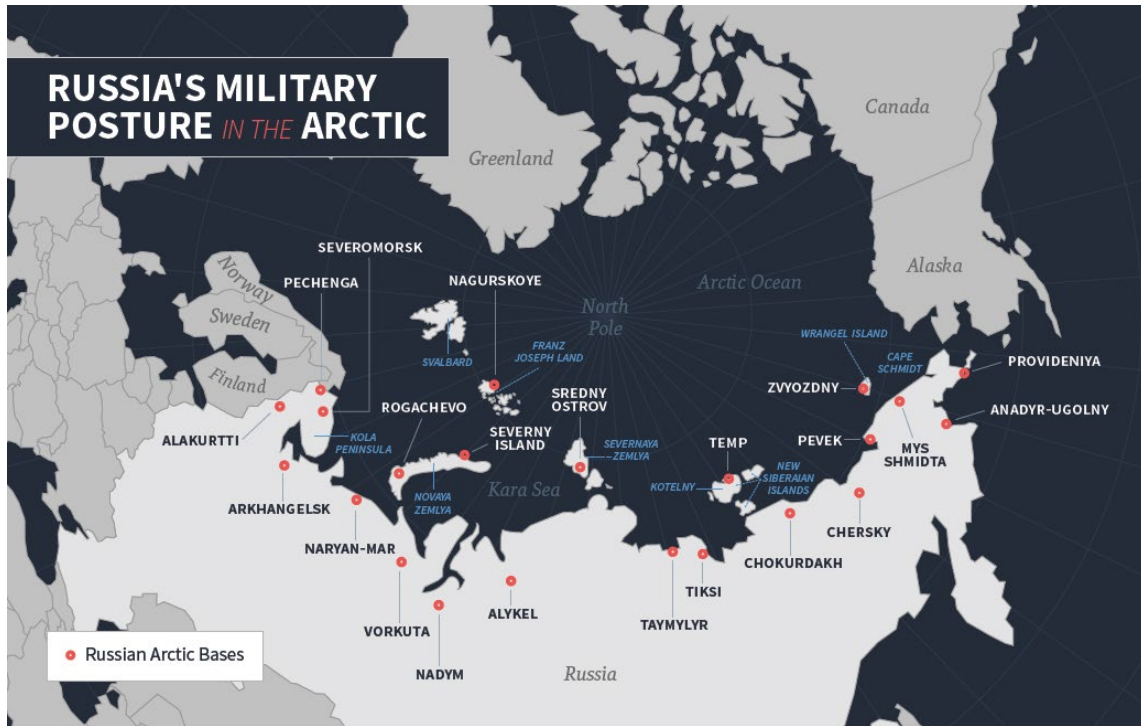 RUSSIA'S MILITARY
POSTURE IN THE ARCTIC
Canada
Greenland
Alaska
Arctic Ocean
North
Pole
SEVEROMORSK
PECHENGA
NAGURSKOYE
Norway
Sweden
Finland
SVALBARD
FRANZ
JOSEPH LAND
WRANGEL ISLAND
CAPE
SCHMIDT
PROVIDENIYA
ZVYOZDNY
ANADYR-UGOLNY
SREDNY
OSTROV
ROGACHEVO
ALAKURTTI
KOLA
PENINSULA
SEVERNY
ISLAND
SEVERNAYA
ZEMLYA
TEMP
PEVEK
MYS
SHMIDTA
NEW
SIBERAIAN
ISLANDS
KOTELNY
Kara Sea
NOVAYA
ZEMLYA
ARKHANGELSK
NARYAN-MAR
CHERSKY
CHOKURDAKH
TIKSI
TAYMYLYR
ALYKEL
VORKUTA
NADYM
Russia
Russian Arctic Bases